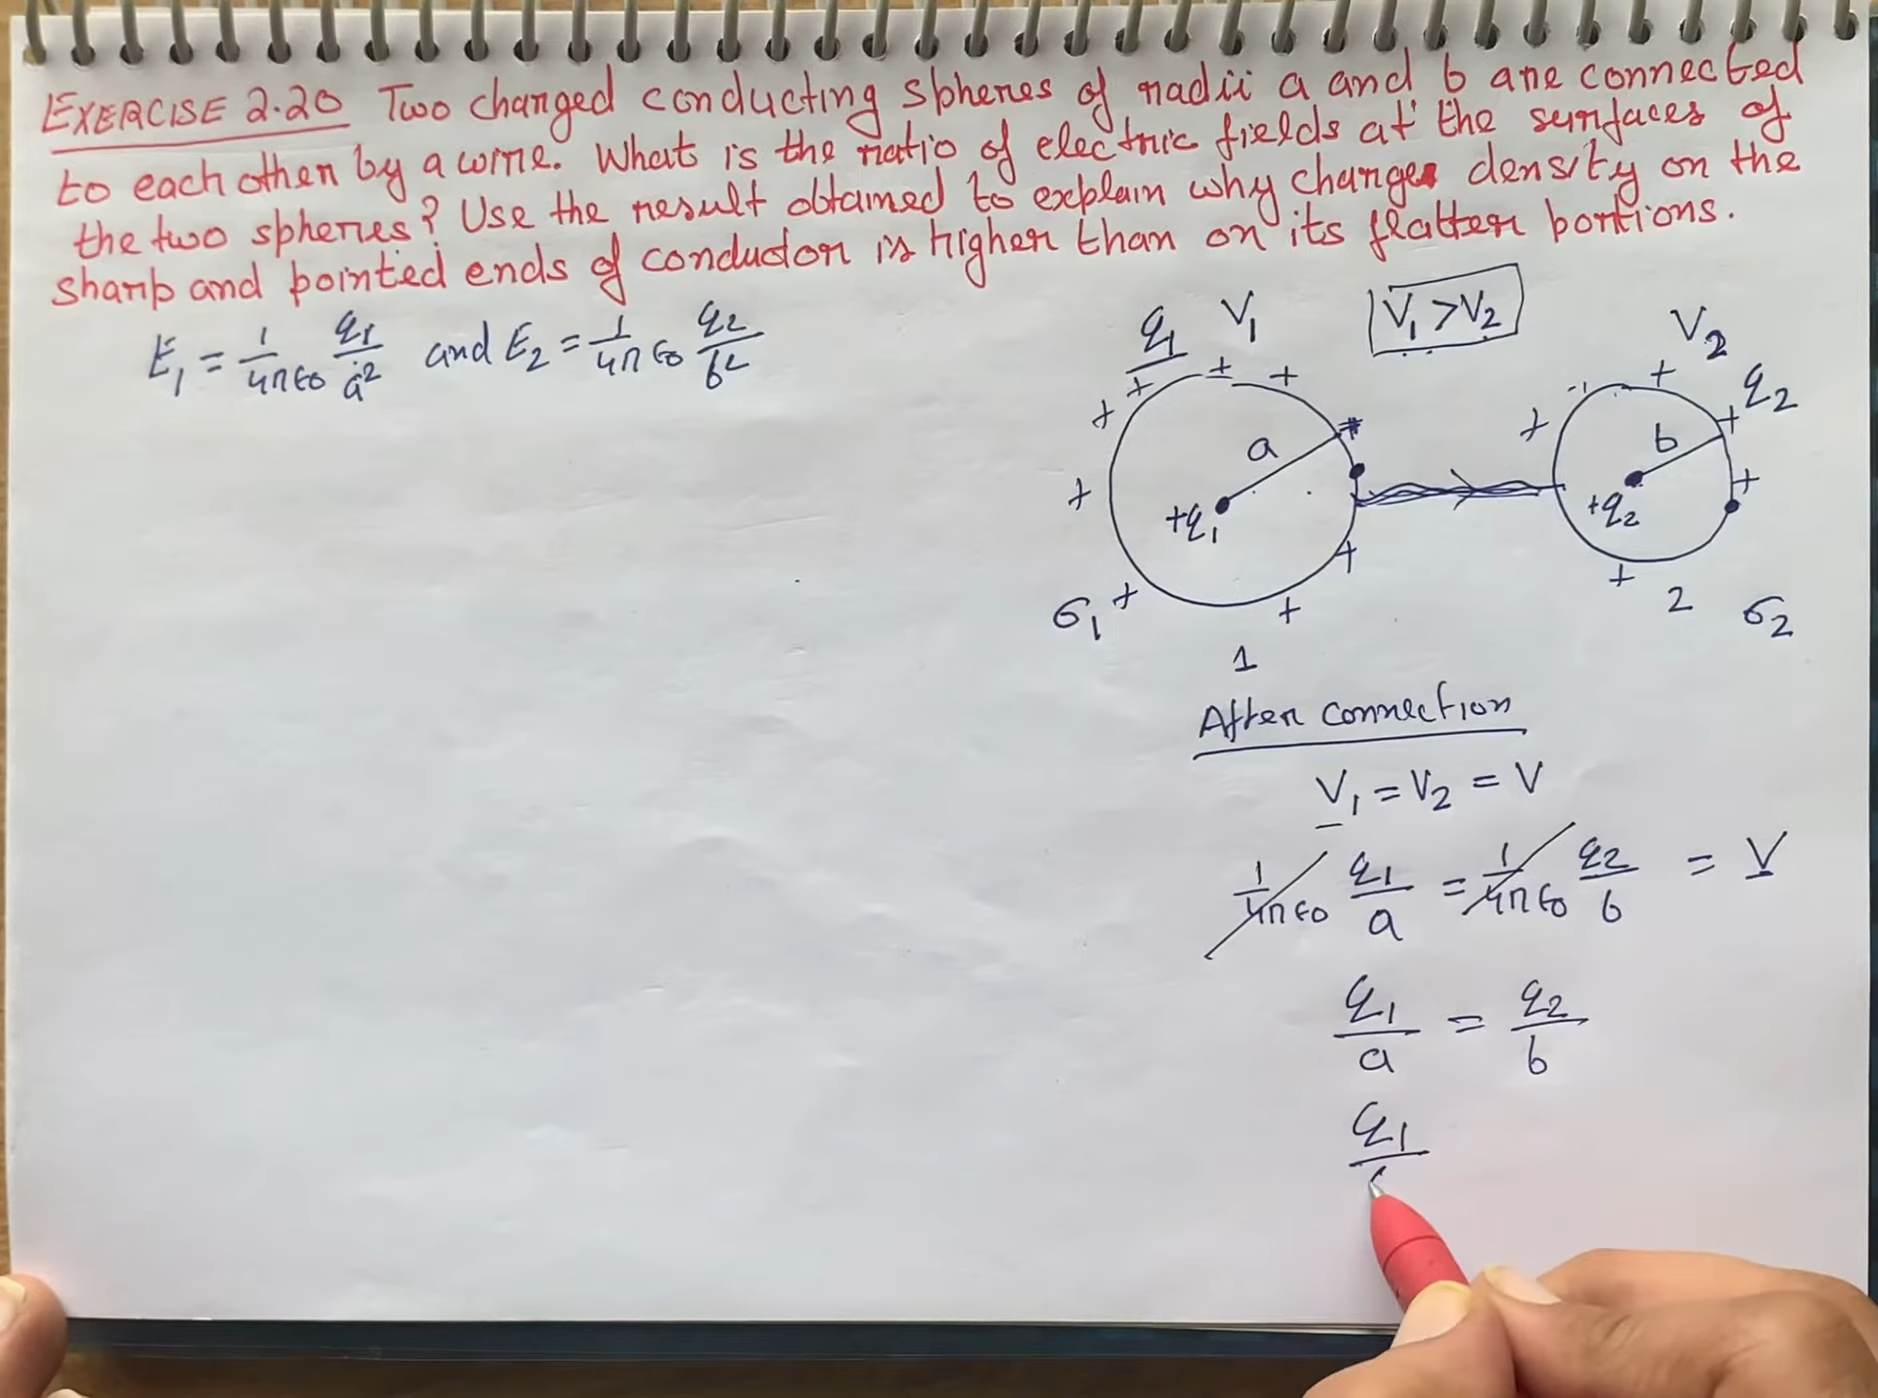 EXERCISE 2.20 Two charged conducting spheres of radii a and b are connected
to each other by a wire. What is the ratio of electric fields at the surfaces of
the two spheres? Use the result obtained to explain why charge density on the
sharp and pointed ends of conductor is higher than on its flatter portions.
E₁ = 1/4πϵ₀ q₁/a² and E₂ = 1/4πϵ₀ q₂/b²
q₁ V₁ V₁ > V₂ V₂
+ + + + q₂
+ + +
a b
+ +q₁ +q₂ +
+ +
σ₁ + + 2 σ₂
1
After connection
V₁ = V₂ = V
1/4πϵ₀ q₁/a = 1/4πϵ₀ q₂/b = V
q₁/a = q₂/b
q₁